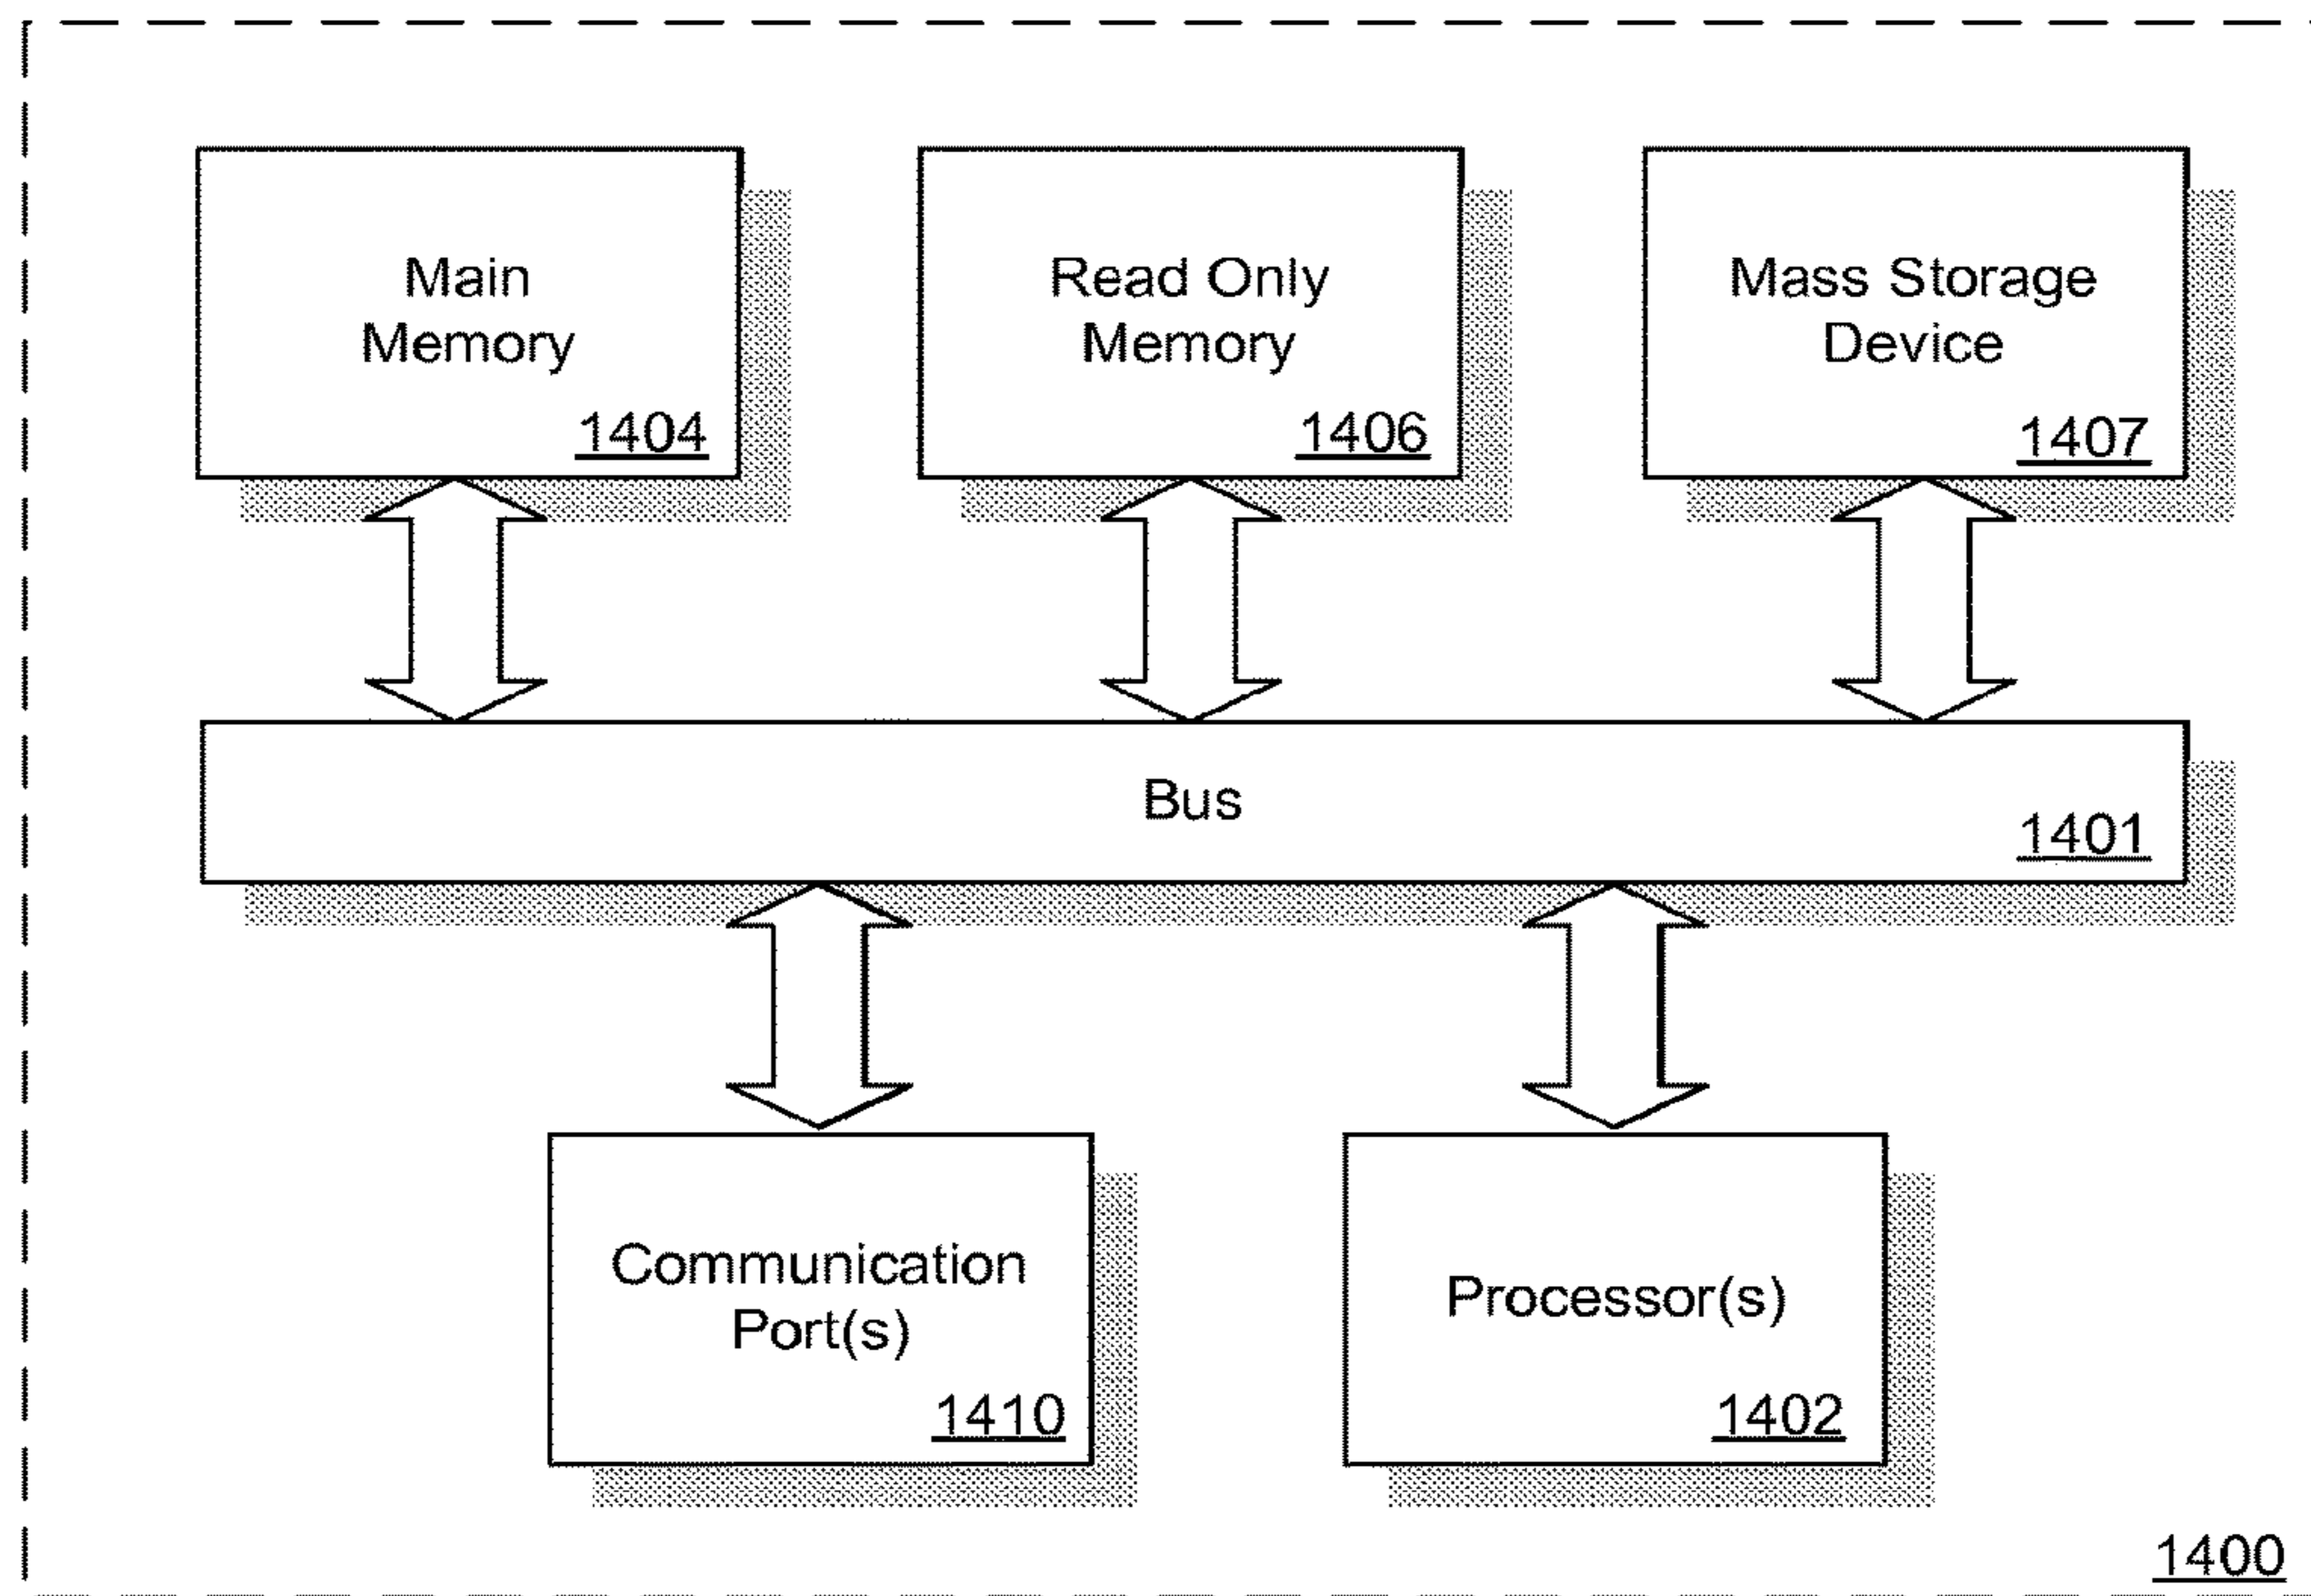 Main
Memory
1404
Read Only
Memory
1406
Mass Storage
Device
1407
Bus
1401
Communication
Port(s)
1410
Processor(s)
1402
1400